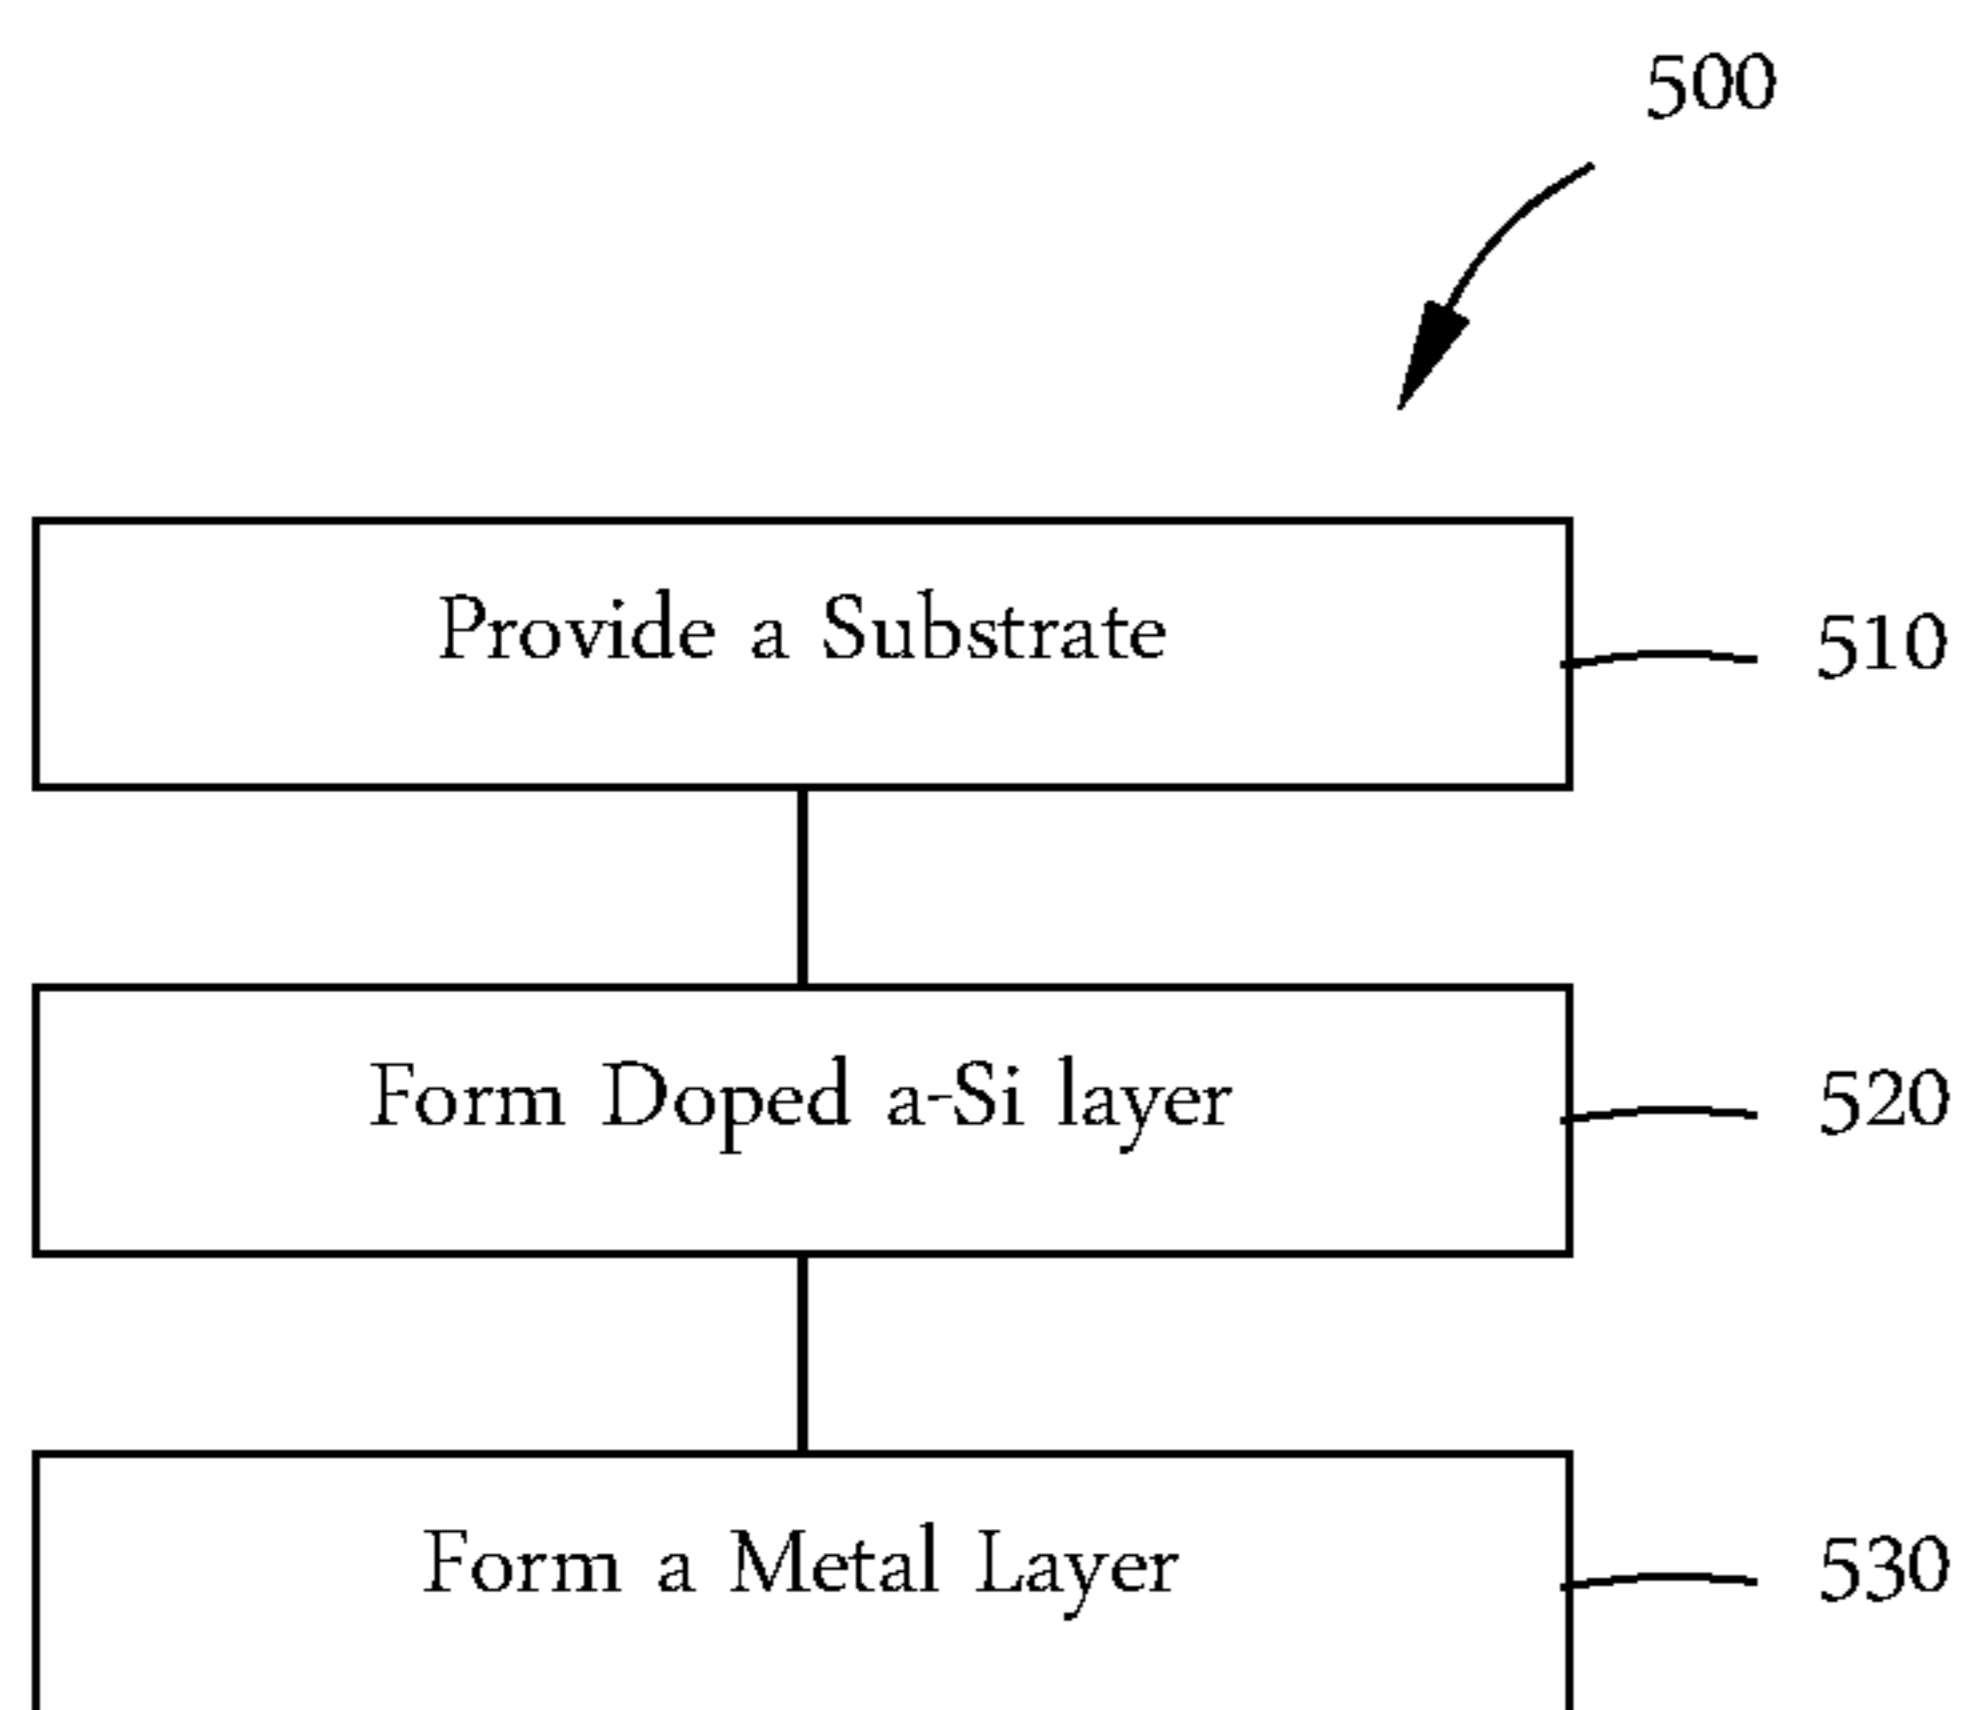 500
Provide a Substrate
510
Form Doped a-Si layer
520
Form a Metal Layer
530